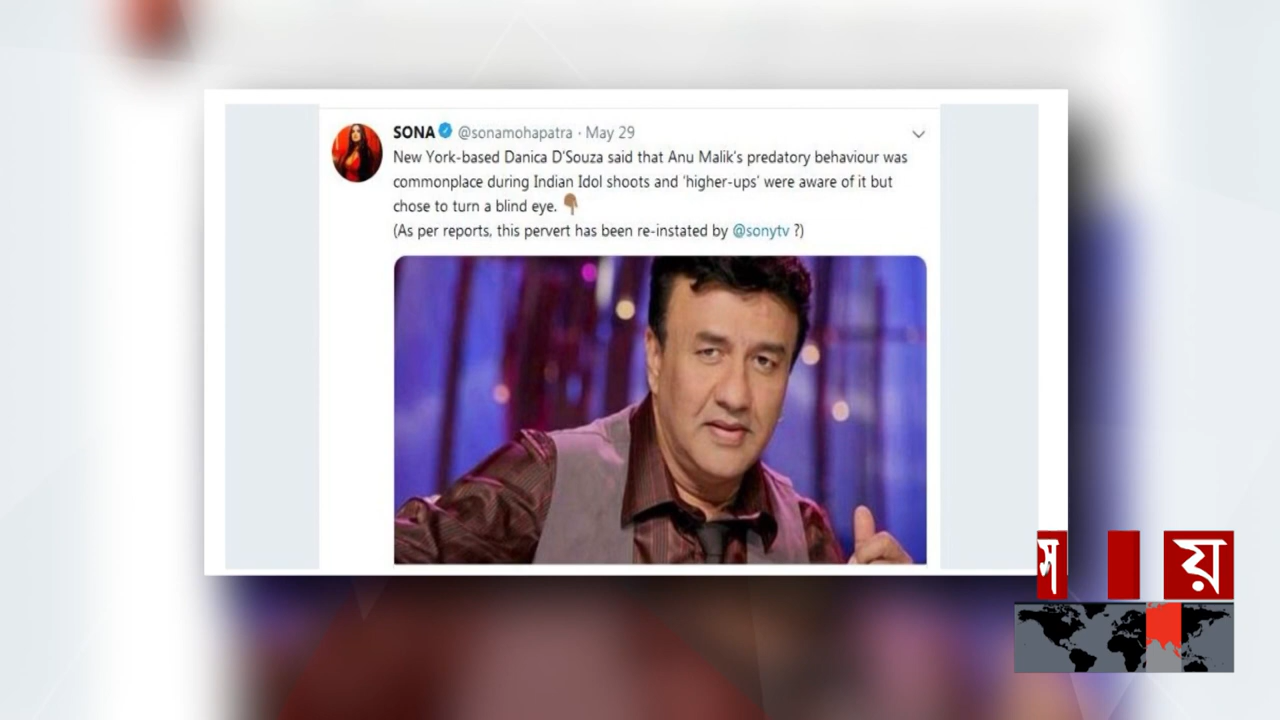 SONA @sonamohapatra · May 29
New York-based Danica D'Souza said that Anu Malik's predatory behaviour was
commonplace during Indian Idol shoots and 'higher-ups' were aware of it but
chose to turn a blind eye.
(As per reports, this pervert has been re-instated by @sonytv ?)
স য়